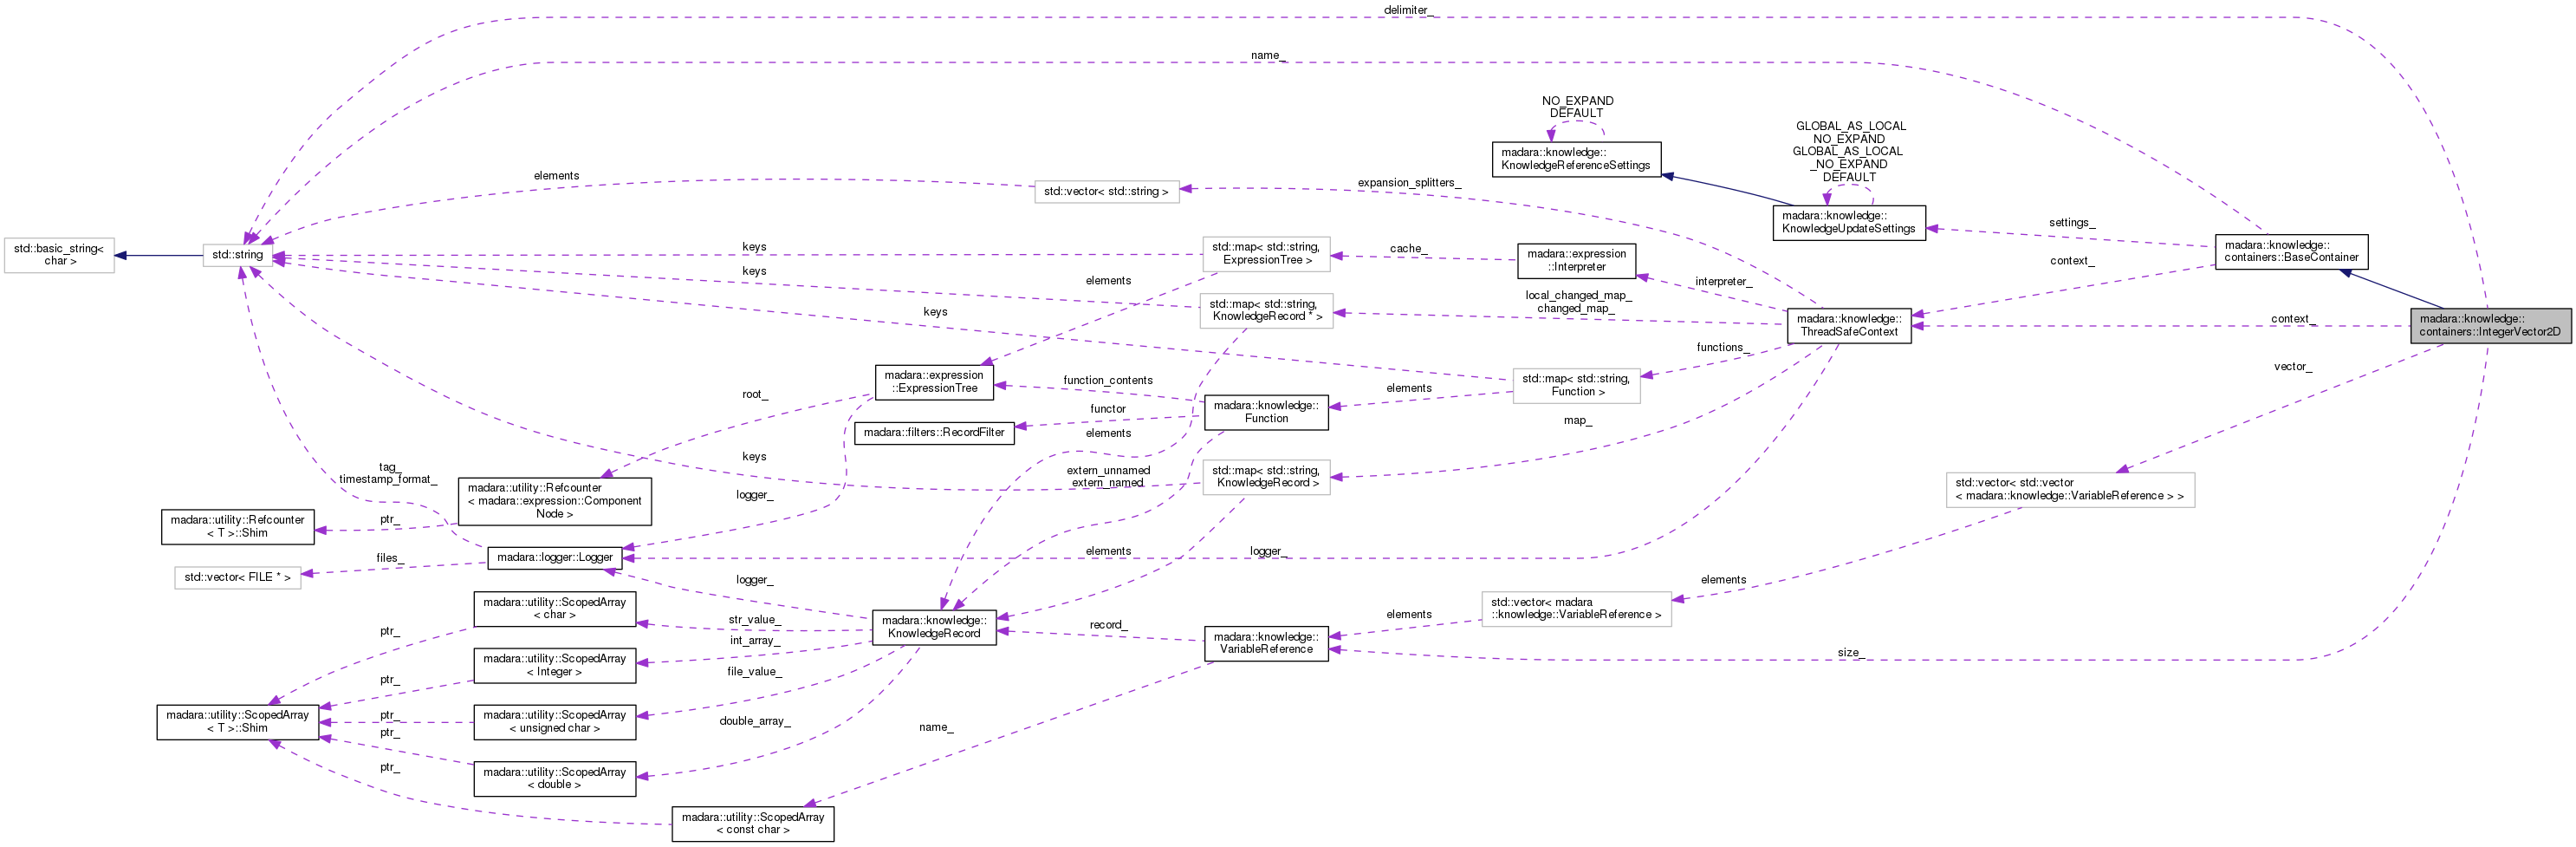 delimiter_
name_
NO_EXPAND
DEFAULT
GLOBAL_AS_LOCAL
NO_EXPAND
GLOBAL_AS_LOCAL
_NO_EXPAND
DEFAULT
madara::knowledge::
KnowledgeReferenceSettings
elements
std::vector< std::string >
expansion_splitters_
madara::knowledge::
KnowledgeUpdateSettings
settings_
std::basic_string<
char >
std::string
keys
std::map< std::string,
ExpressionTree >
cache_
madara::expression
::Interpreter
madara::knowledge::
containers::BaseContainer
context_
keys
elements
interpreter_
std::map< std::string,
KnowledgeRecord * >
local_changed_map_
changed_map_
madara::knowledge::
ThreadSafeContext
context_
madara::knowledge::
containers::IntegerVector2D
keys
functions_
vector_
madara::expression
::ExpressionTree
function_contents
std::map< std::string,
Function >
elements
root_
madara::filters::RecordFilter
functor
madara::knowledge::
Function
elements
map_
keys
tag_
timestamp_format_
extern_unnamed
extern_named
std::map< std::string,
KnowledgeRecord >
madara::utility::Refcounter
< madara::expression::Component
Node >
logger_
std::vector< std::vector
< madara::knowledge::VariableReference > >
madara::utility::Refcounter
< T >::Shim
ptr_
madara::logger::Logger
elements
logger_
files_
std::vector< FILE * >
logger_
elements
madara::utility::ScopedArray
< char >
str_value_
madara::knowledge::
KnowledgeRecord
record_
elements
std::vector< madara
::knowledge::VariableReference >
ptr_
int_array_
madara::knowledge::
VariableReference
size_
madara::utility::ScopedArray
< Integer >
file_value_
ptr_
madara::utility::ScopedArray
< T >::Shim
ptr_
madara::utility::ScopedArray
< unsigned char >
double_array_
name_
ptr_
madara::utility::ScopedArray
< double >
ptr_
madara::utility::ScopedArray
< const char >